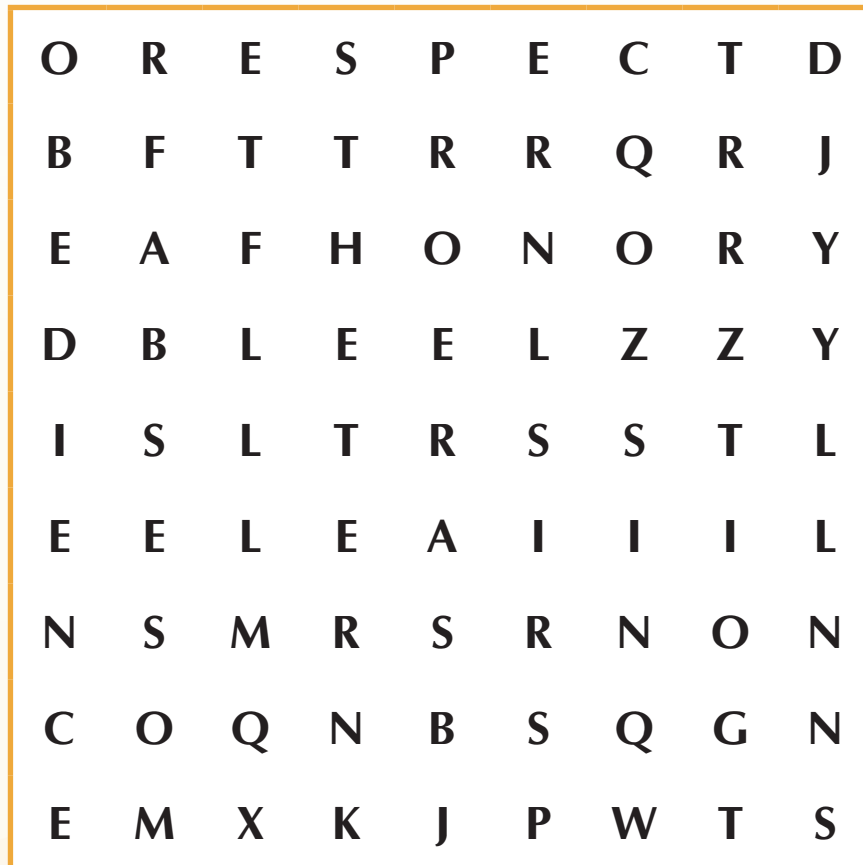 O R E S P E C T D
B F T T R R Q R J
E A F H O N O R Y
D B L E E L Z Z Y
I S L T R S S T L
E E L E A I I I L
N S M R S R N O N
C O Q N B S Q G N
E M X K J P W T S